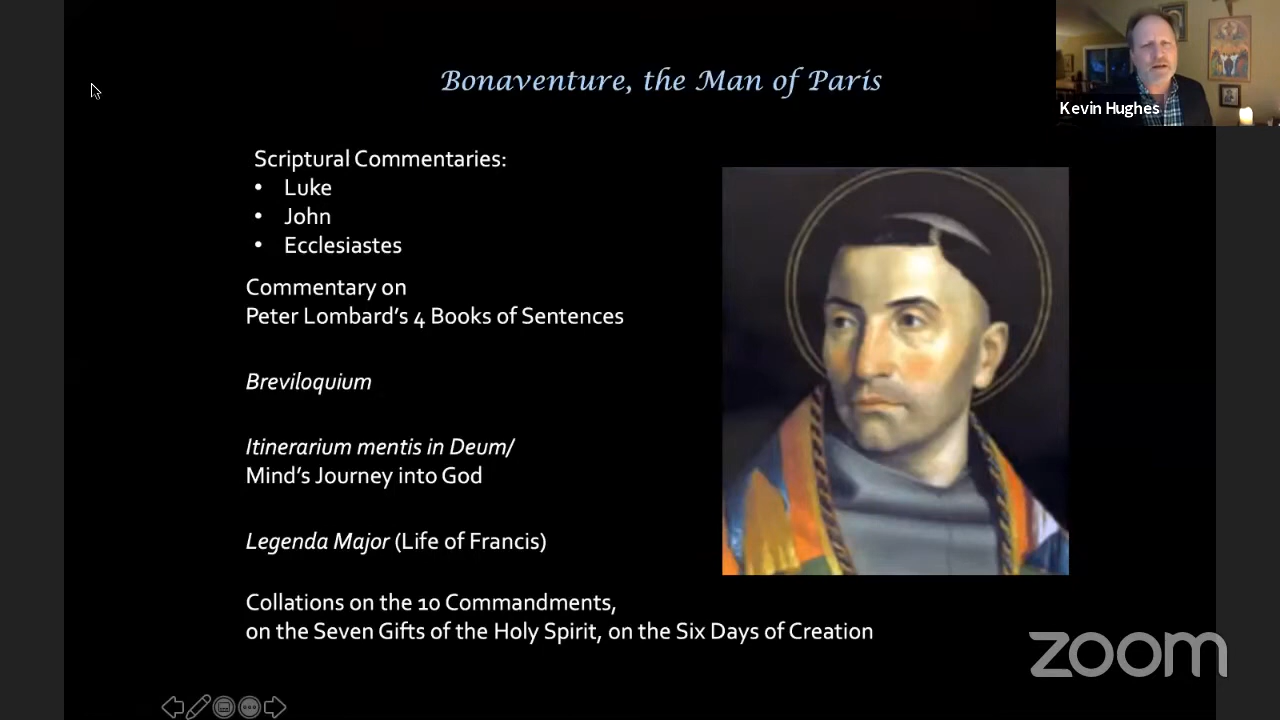 Bonaventure, the Man of Paris
Kevin Hughes
Scriptural Commentaries:
• Luke
• John
• Ecclesiastes
Commentary on
Peter Lombard's 4 Books of Sentences
Breviloquium
Itinerarium mentis in Deum/
Mind's Journey into God
Legenda Major (Life of Francis)
Collations on the 10 Commandments,
on the Seven Gifts of the Holy Spirit, on the Six Days of Creation
zoom